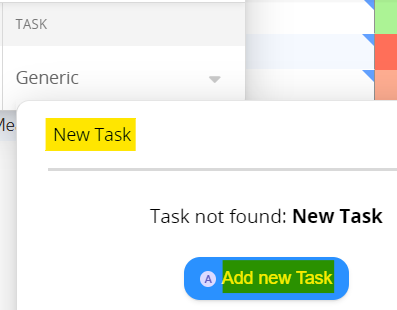 TASK
Generic
New Task
Task not found: New Task
A Add new Task